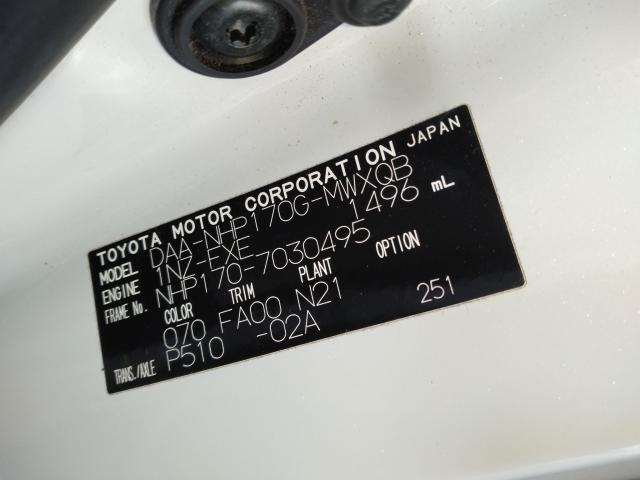 TOYOTA MOTOR CORPORATION JAPAN
MODEL DAA-NHP170G-MWXQB
ENGINE 1NZ-FXE 1496 mL
FRAME No. NHP170-7030495
COLOR TRIM PLANT OPTION
070 FA00 N21 251
TRANS./AXLE P510 -02A